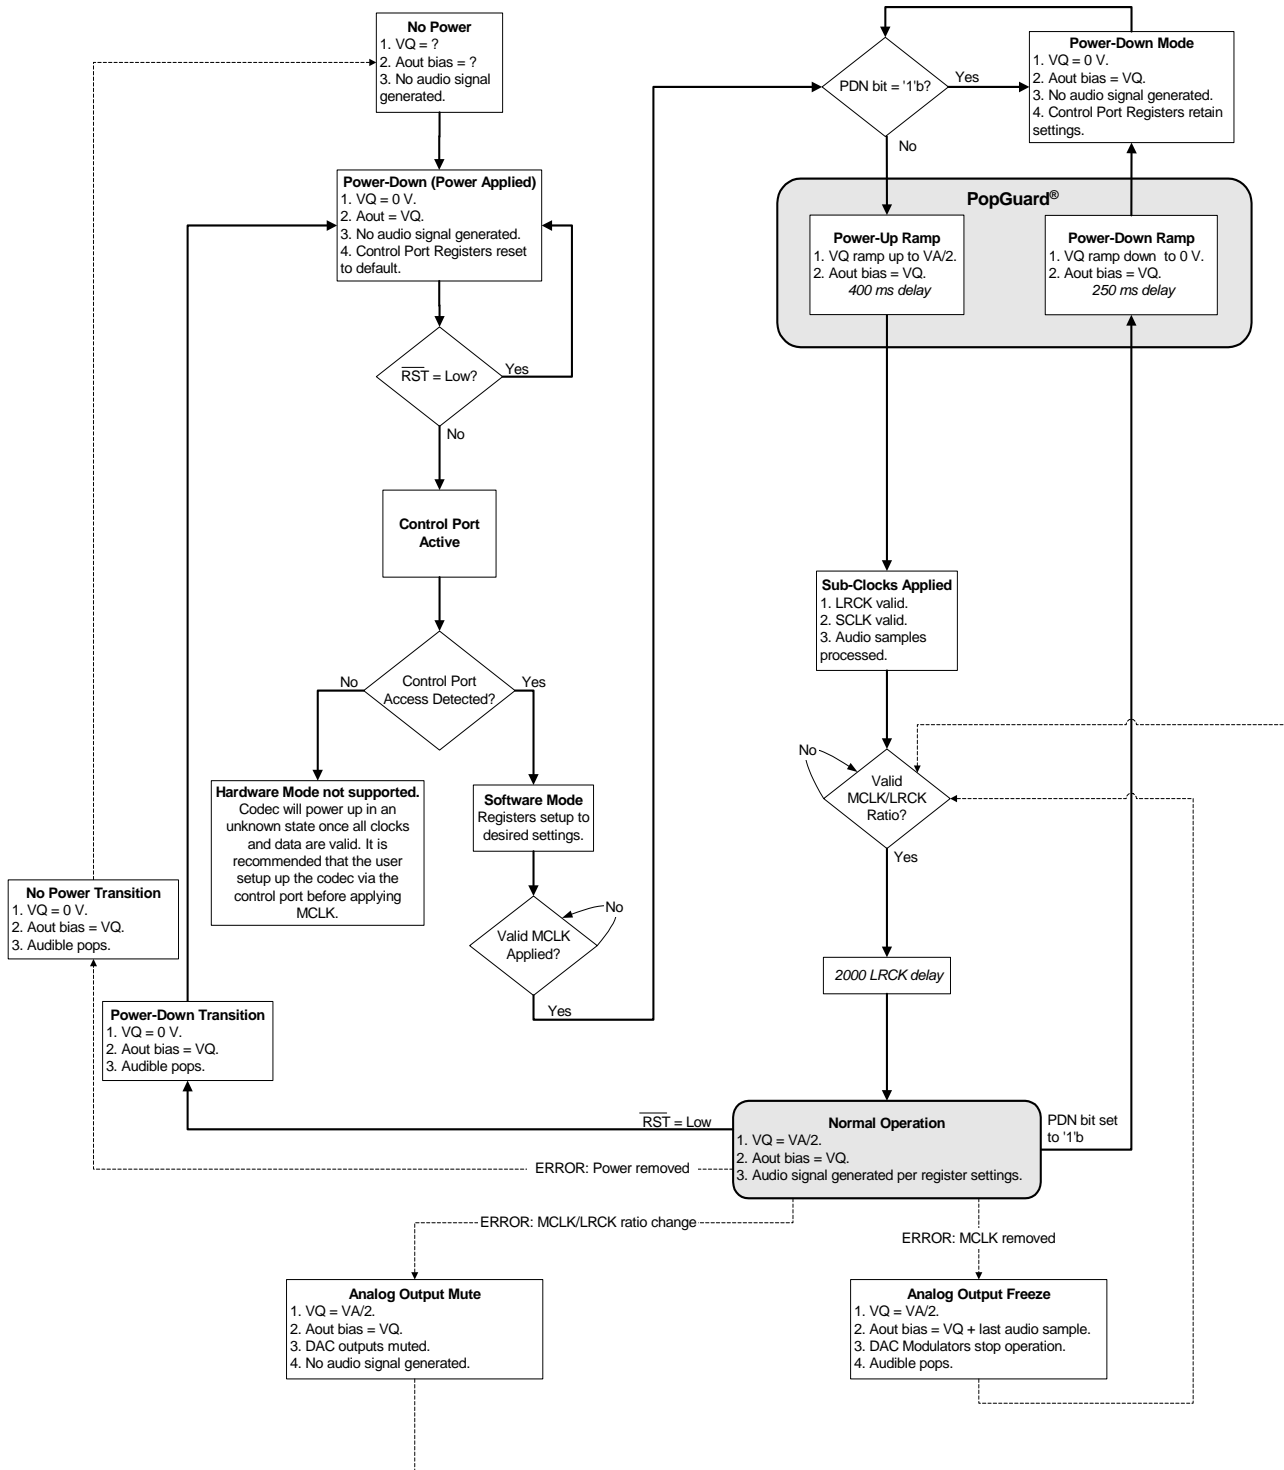 No Power
1. VQ = ?
2. Aout bias = ?
3. No audio signal
generated.
Power-Down (Power Applied)
1. VQ = 0 V.
2. Aout = VQ.
3. No audio signal generated.
4. Control Port Registers reset
to default.
RST = Low?
Yes
No
Control Port
Active
Control Port
Access Detected?
No
Yes
Hardware Mode not supported.
Codec will power up in an
unknown state once all clocks
and data are valid. It is
recommended that the user
setup up the codec via the
control port before applying
MCLK.
Software Mode
Registers setup to
desired settings.
Valid MCLK
Applied?
No
Yes
No Power Transition
1. VQ = 0 V.
2. Aout bias = VQ.
3. Audible pops.
Power-Down Transition
1. VQ = 0 V.
2. Aout bias = VQ.
3. Audible pops.
PDN bit = '1'b?
Yes
No
Power-Down Mode
1. VQ = 0 V.
2. Aout bias = VQ.
3. No audio signal generated.
4. Control Port Registers retain
settings.
PopGuard®
Power-Up Ramp
1. VQ ramp up to VA/2.
2. Aout bias = VQ.
400 ms delay
Power-Down Ramp
1. VQ ramp down to 0 V.
2. Aout bias = VQ.
250 ms delay
Sub-Clocks Applied
1. LRCK valid.
2. SCLK valid.
3. Audio samples
processed.
No
Valid
MCLK/LRCK
Ratio?
Yes
2000 LRCK delay
Normal Operation
1. VQ = VA/2.
2. Aout bias = VQ.
3. Audio signal generated per register settings.
RST = Low
PDN bit set
to '1'b
ERROR: Power removed
ERROR: MCLK/LRCK ratio change
ERROR: MCLK removed
Analog Output Mute
1. VQ = VA/2.
2. Aout bias = VQ.
3. DAC outputs muted.
4. No audio signal generated.
Analog Output Freeze
1. VQ = VA/2.
2. Aout bias = VQ + last audio sample.
3. DAC Modulators stop operation.
4. Audible pops.